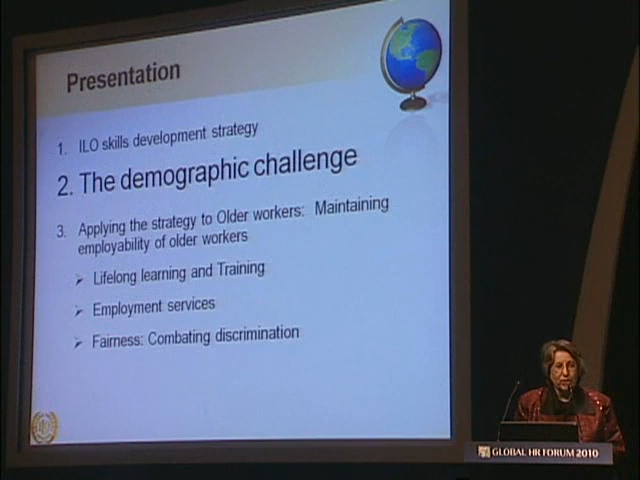 Presentation
1. ILO skills development strategy
2. The demographic challenge
3. Applying the strategy to Older workers: Maintaining
employability of older workers
➢ Lifelong learning and Training
➢ Employment services
➢ Fairness: Combating discrimination
GLOBAL HR FORUM 2010